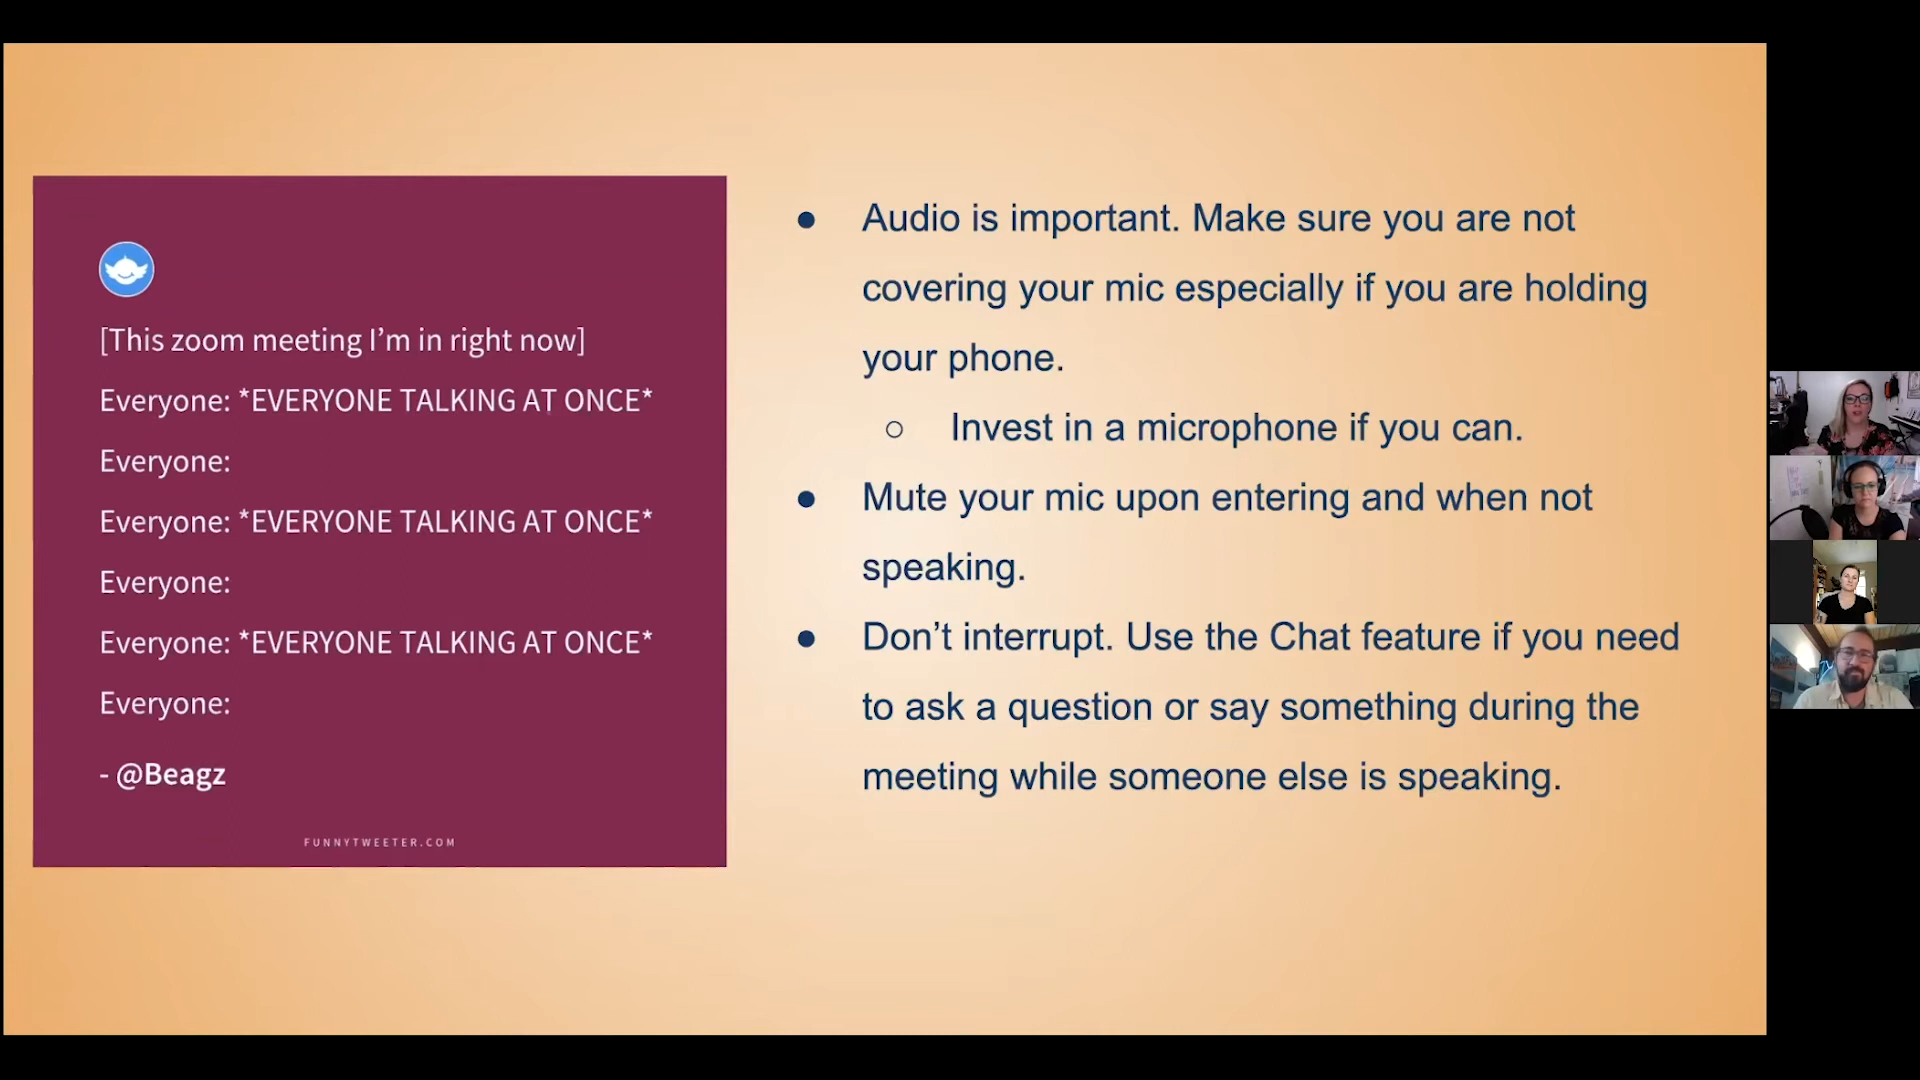 [This zoom meeting I’m in right now]
Everyone: *EVERYONE TALKING AT ONCE*
Everyone:
Everyone: *EVERYONE TALKING AT ONCE*
Everyone:
Everyone: *EVERYONE TALKING AT ONCE*
Everyone:
- @Beagz
FUNNYTWEETER.COM
● Audio is important. Make sure you are not
covering your mic especially if you are holding
your phone.
○ Invest in a microphone if you can.
● Mute your mic upon entering and when not
speaking.
● Don’t interrupt. Use the Chat feature if you need
to ask a question or say something during the
meeting while someone else is speaking.